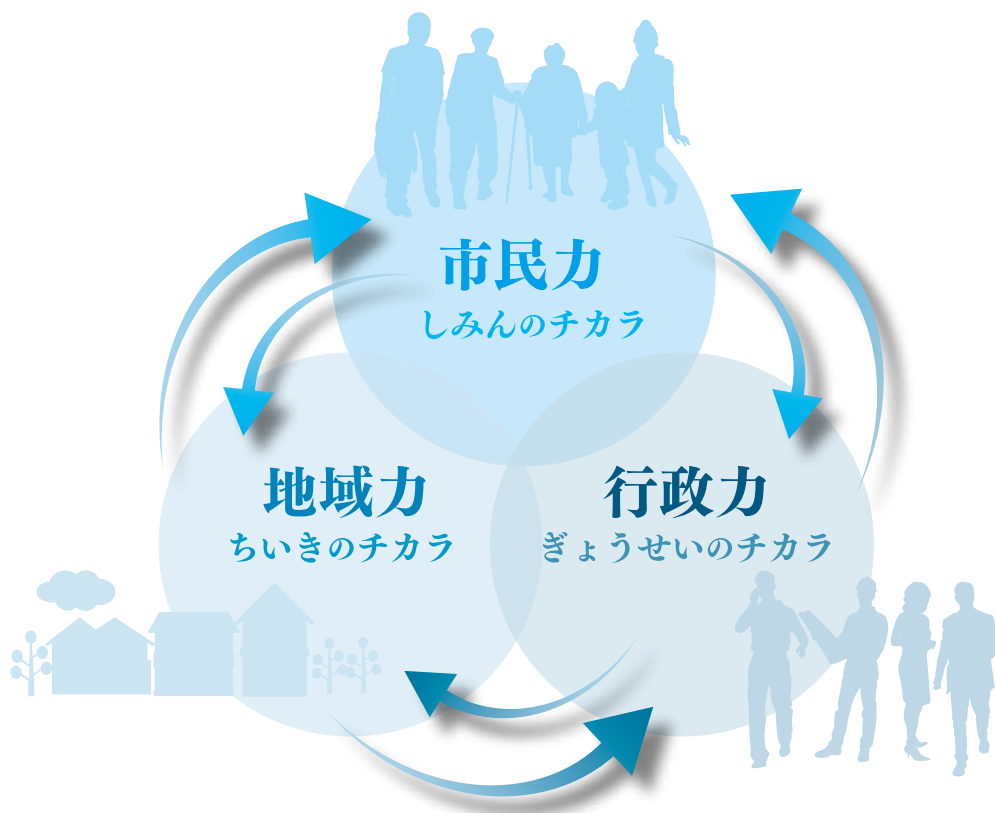 市民力
しみんのチカラ
地域力
ちいきのチカラ
行政力
ぎょうせいのチカラ